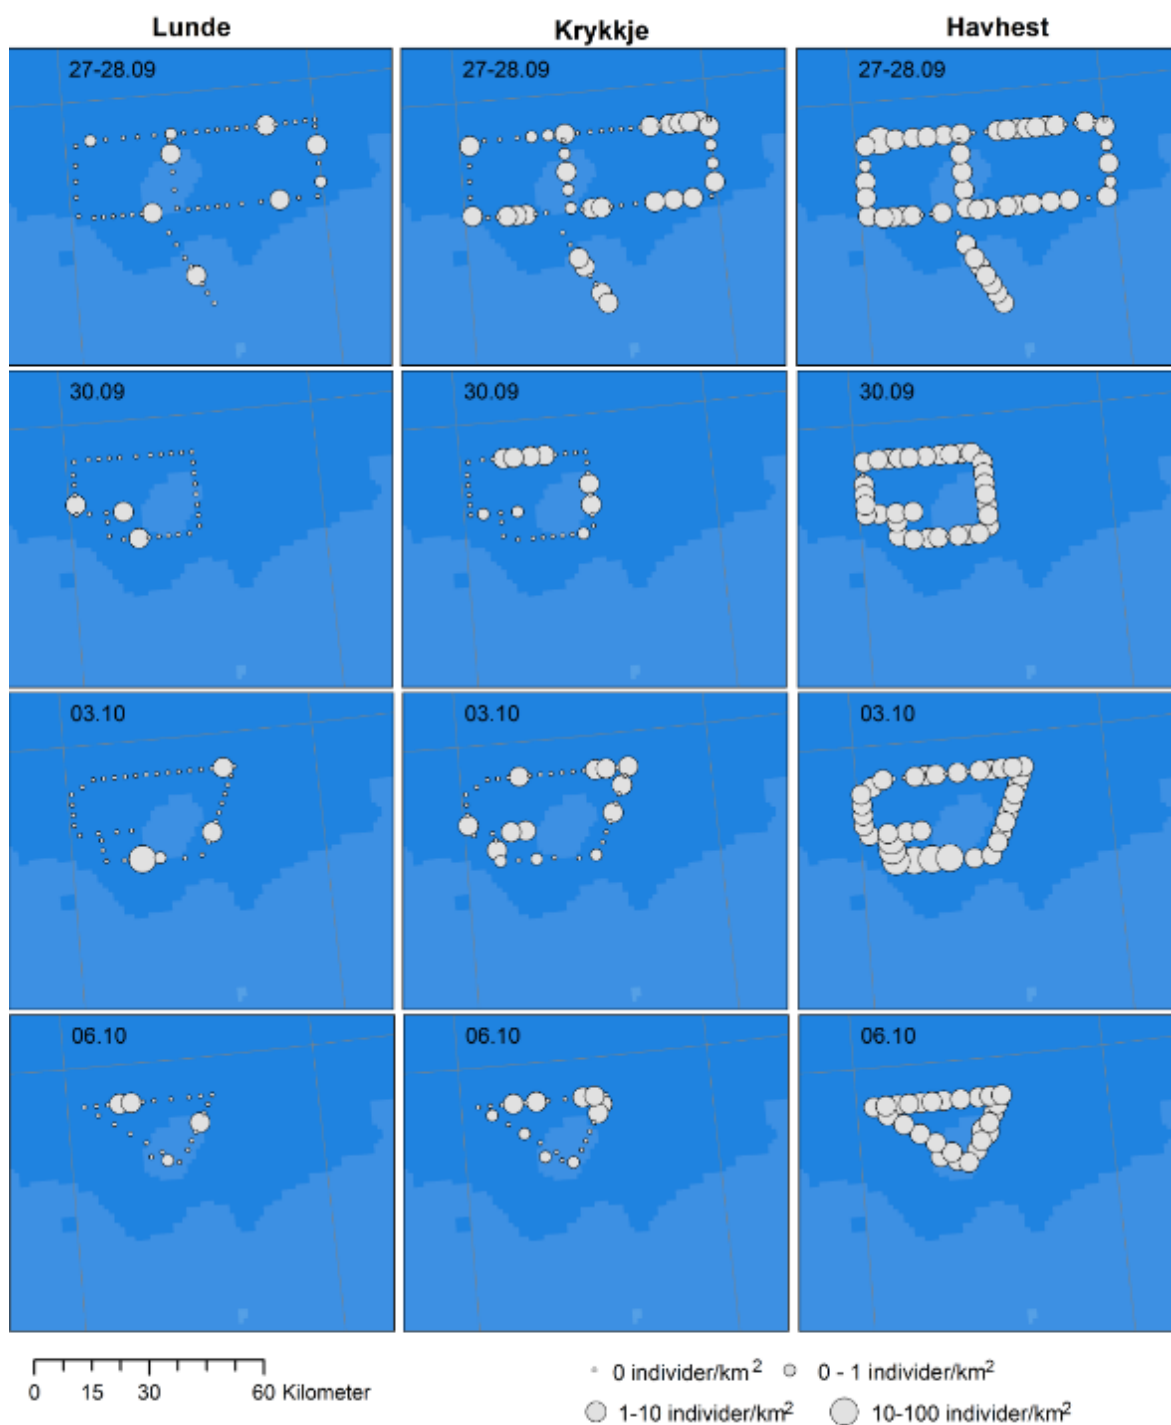 Lunde Krykkje Havhest
27-28.09 27-28.09 27-28.09
30.09 30.09 30.09
03.10 03.10 03.10
06.10 06.10 06.10
0 individer/km² 0 - 1 individer/km²
0 15 30 60 Kilometer
1-10 individer/km² 10-100 individer/km²